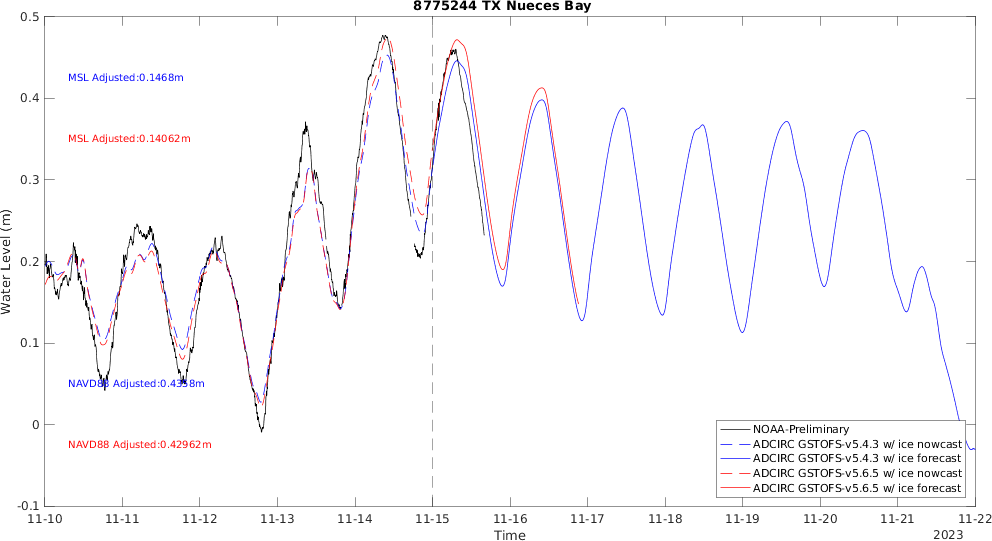 8775244 TX Nueces Bay
0.5
0.4
0.3
0.2
0.1
0
-0.1
Water Level (m)
MSL Adjusted:0.1468m
MSL Adjusted:0.14062m
NAVD88 Adjusted:0.4358m
NAVD88 Adjusted:0.42962m
NOAA-Preliminary
ADCIRC GSTOFS-v5.4.3 w/ ice nowcast
ADCIRC GSTOFS-v5.4.3 w/ ice forecast
ADCIRC GSTOFS-v5.6.5 w/ ice nowcast
ADCIRC GSTOFS-v5.6.5 w/ ice forecast
11-10 11-11 11-12 11-13 11-14 11-15 11-16 11-17 11-18 11-19 11-20 11-21 11-22
Time
2023